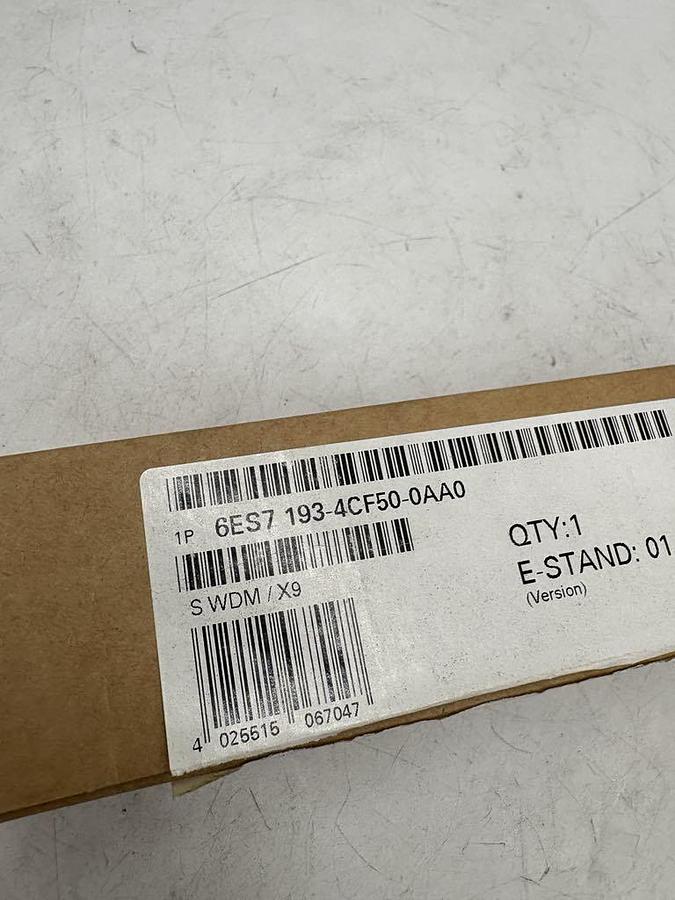 1P 6ES7 193-4CF50-0AA0
S WDM / X9
QTY:1
E-STAND: 01
(Version)
4 025515 067047